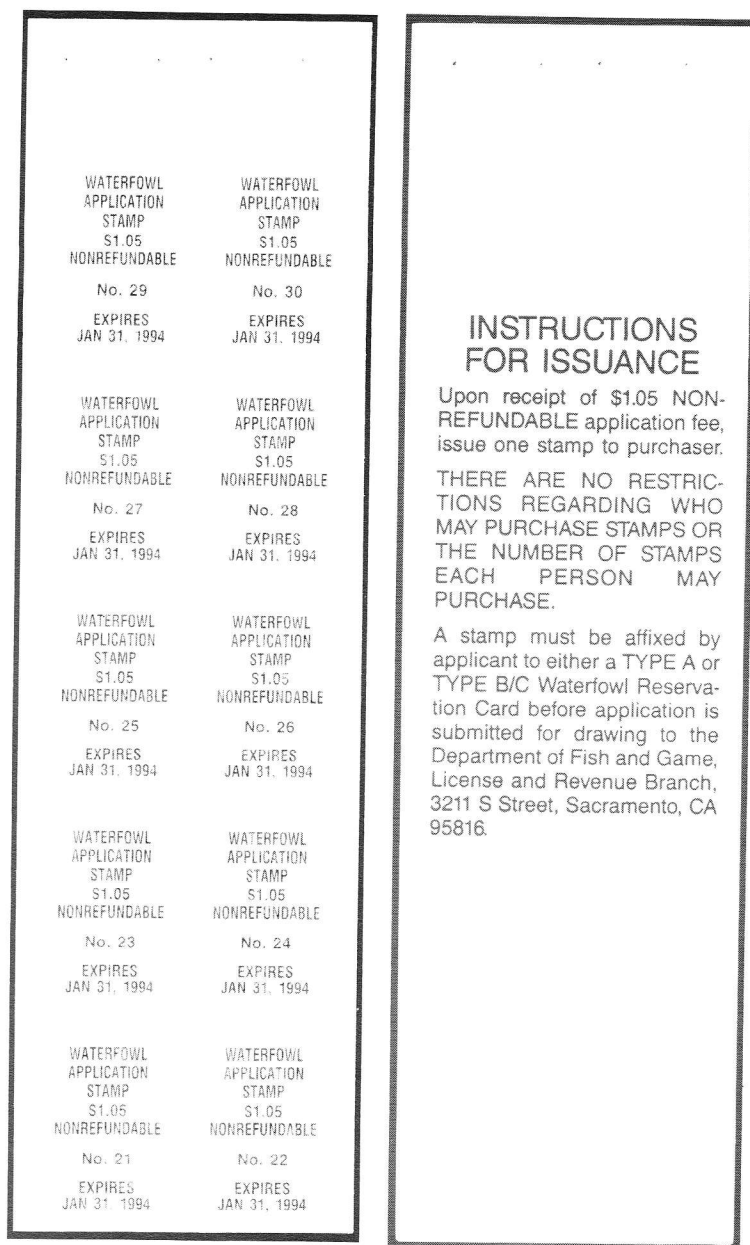 WATERFOWL
APPLICATION
STAMP
$1.05
NONREFUNDABLE
No. 29
EXPIRES
JAN 31, 1994
WATERFOWL
APPLICATION
STAMP
$1.05
NONREFUNDABLE
No. 30
EXPIRES
JAN 31, 1994
WATERFOWL
APPLICATION
STAMP
$1.05
NONREFUNDABLE
No. 27
EXPIRES
JAN 31, 1994
WATERFOWL
APPLICATION
STAMP
$1.05
NONREFUNDABLE
No. 28
EXPIRES
JAN 31, 1994
WATERFOWL
APPLICATION
STAMP
$1.05
NONREFUNDABLE
No. 25
EXPIRES
JAN 31, 1994
WATERFOWL
APPLICATION
STAMP
$1.05
NONREFUNDABLE
No. 26
EXPIRES
JAN 31, 1994
WATERFOWL
APPLICATION
STAMP
$1.05
NONREFUNDABLE
No. 23
EXPIRES
JAN 31, 1994
WATERFOWL
APPLICATION
STAMP
$1.05
NONREFUNDABLE
No. 24
EXPIRES
JAN 31, 1994
WATERFOWL
APPLICATION
STAMP
$1.05
NONREFUNDABLE
No. 21
EXPIRES
JAN 31, 1994
WATERFOWL
APPLICATION
STAMP
$1.05
NONREFUNDABLE
No. 22
EXPIRES
JAN 31, 1994
INSTRUCTIONS
FOR ISSUANCE
Upon receipt of $1.05 NON-
REFUNDABLE application fee,
issue one stamp to purchaser.
THERE ARE NO RESTRIC-
TIONS REGARDING WHO
MAY PURCHASE STAMPS OR
THE NUMBER OF STAMPS
EACH PERSON MAY
PURCHASE.
A stamp must be affixed by
applicant to either a TYPE A or
TYPE B/C Waterfowl Reserva-
tion Card before application is
submitted for drawing to the
Department of Fish and Game,
License and Revenue Branch,
3211 S Street, Sacramento, CA
95816.